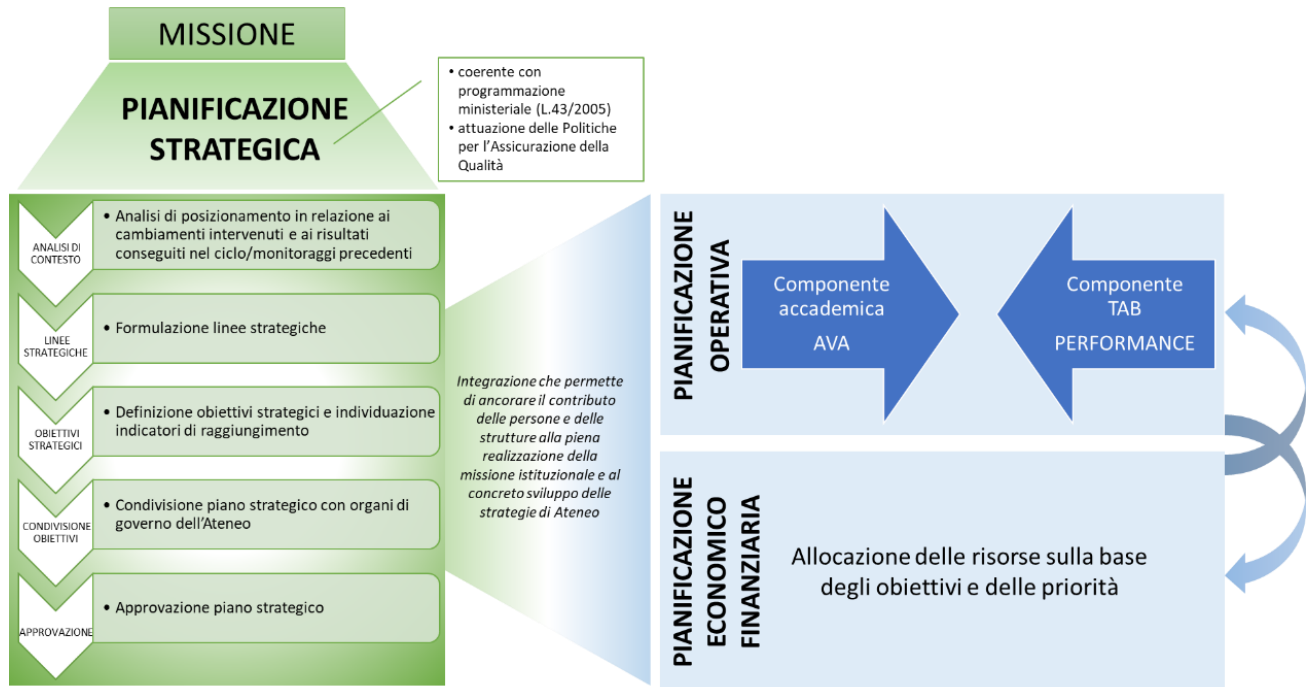 MISSIONE
PIANIFICAZIONE
STRATEGICA
• coerente con
programmazione
ministeriale (L.43/2005)
• attuazione delle Politiche
per l'Assicurazione della
Qualità
ANALISI DI
CONTESTO
• Analisi di posizionamento in relazione ai
cambiamenti intervenuti e ai risultati
conseguiti nel ciclo/monitoraggi precedenti
LINEE
STRATEGICHE
• Formulazione linee strategiche
OBIETTIVI
STRATEGICI
• Definizione obiettivi strategici e individuazione
indicatori di raggiungimento
CONDIVISIONE
OBIETTIVI
• Condivisione piano strategico con organi di
governo dell'Ateneo
APPROVAZIONE
• Approvazione piano strategico
Integrazione che permette
di ancorare il contributo
delle persone e delle
strutture alla piena
realizzazione della
missione istituzionale e al
concreto sviluppo delle
strategie di Ateneo
PIANIFICAZIONE
OPERATIVA
Componente
accademica
AVA
Componente
TAB
PERFORMANCE
PIANIFICAZIONE
ECONOMICO
FINANZIARIA
Allocazione delle risorse sulla base
degli obiettivi e delle priorità